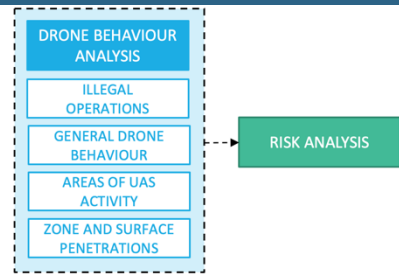 DRONE BEHAVIOUR
ANALYSIS
ILLEGAL
OPERATIONS
GENERAL DRONE
BEHAVIOUR
AREAS OF UAS
ACTIVITY
ZONE AND SURFACE
PENETRATIONS
RISK ANALYSIS